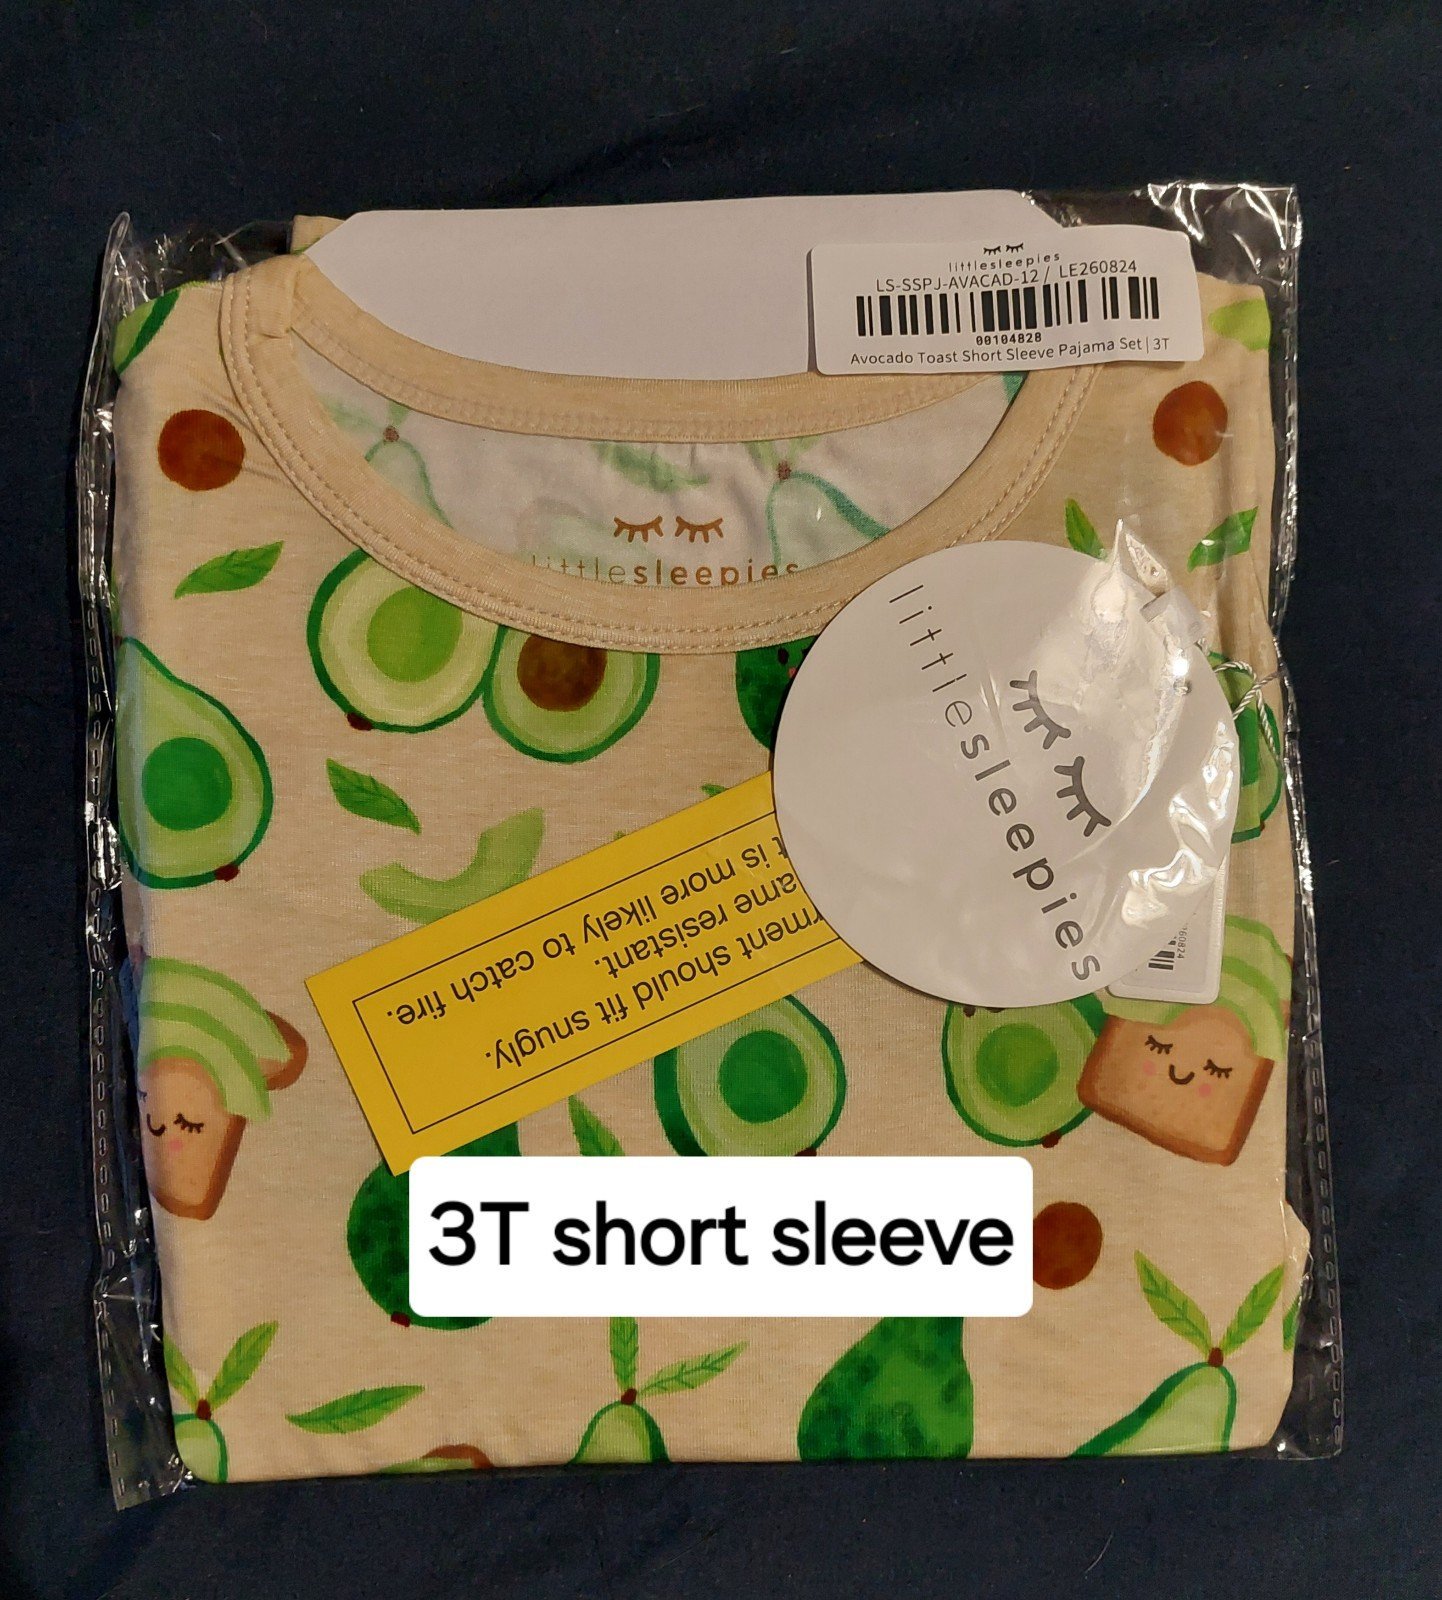 littlesleepies
LS-SSPJ-AVACAD-12 / LE260824
00104828
Avocado Toast Short Sleeve Pajama Set | 3T
littlesleepies
littlesleepies
should fit snugly.
resistant.
is more likely to catch fire.
3T short sleeve